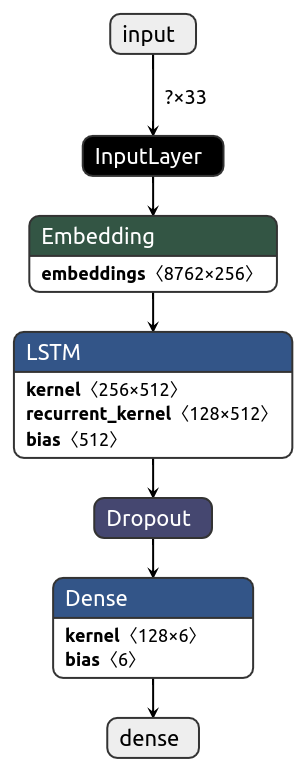 input
?×33
InputLayer
Embedding
embeddings〈8762×256〉
LSTM
kernel〈256×512〉
recurrent_kernel〈128×512〉
bias〈512〉
Dropout
Dense
kernel〈128×6〉
bias〈6〉
dense